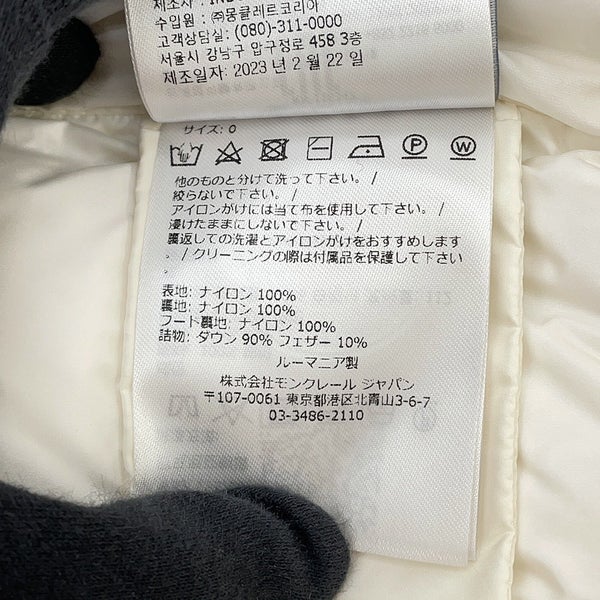 제조사 : IND
수입원 : ㈜몽클레르코리아
고객상담실: (080)-311-0000
서울시 강남구 압구정로 458 3층
제조일자: 2023 년 2 월 22 일
サイズ: 0
P W
他のものと分けて洗って下さい。 /
絞らないで下さい。 /
アイロンがけには当て布を使用して下さい。 /
浸けたままにしないで下さい。 /
裏返しての洗濯とアイロンがけをおすすめします
。 / クリーニングの際は付属品を保護して下さい
。
表地: ナイロン 100%
裏地: ナイロン 100%
フート裏地: ナイロン 100%
詰物: ダウン 90% フェザー 10%
ルーマニア製
株式会社モンクレール ジャパン
〒107-0061 東京都港区北青山3-6-7
03-3486-2110